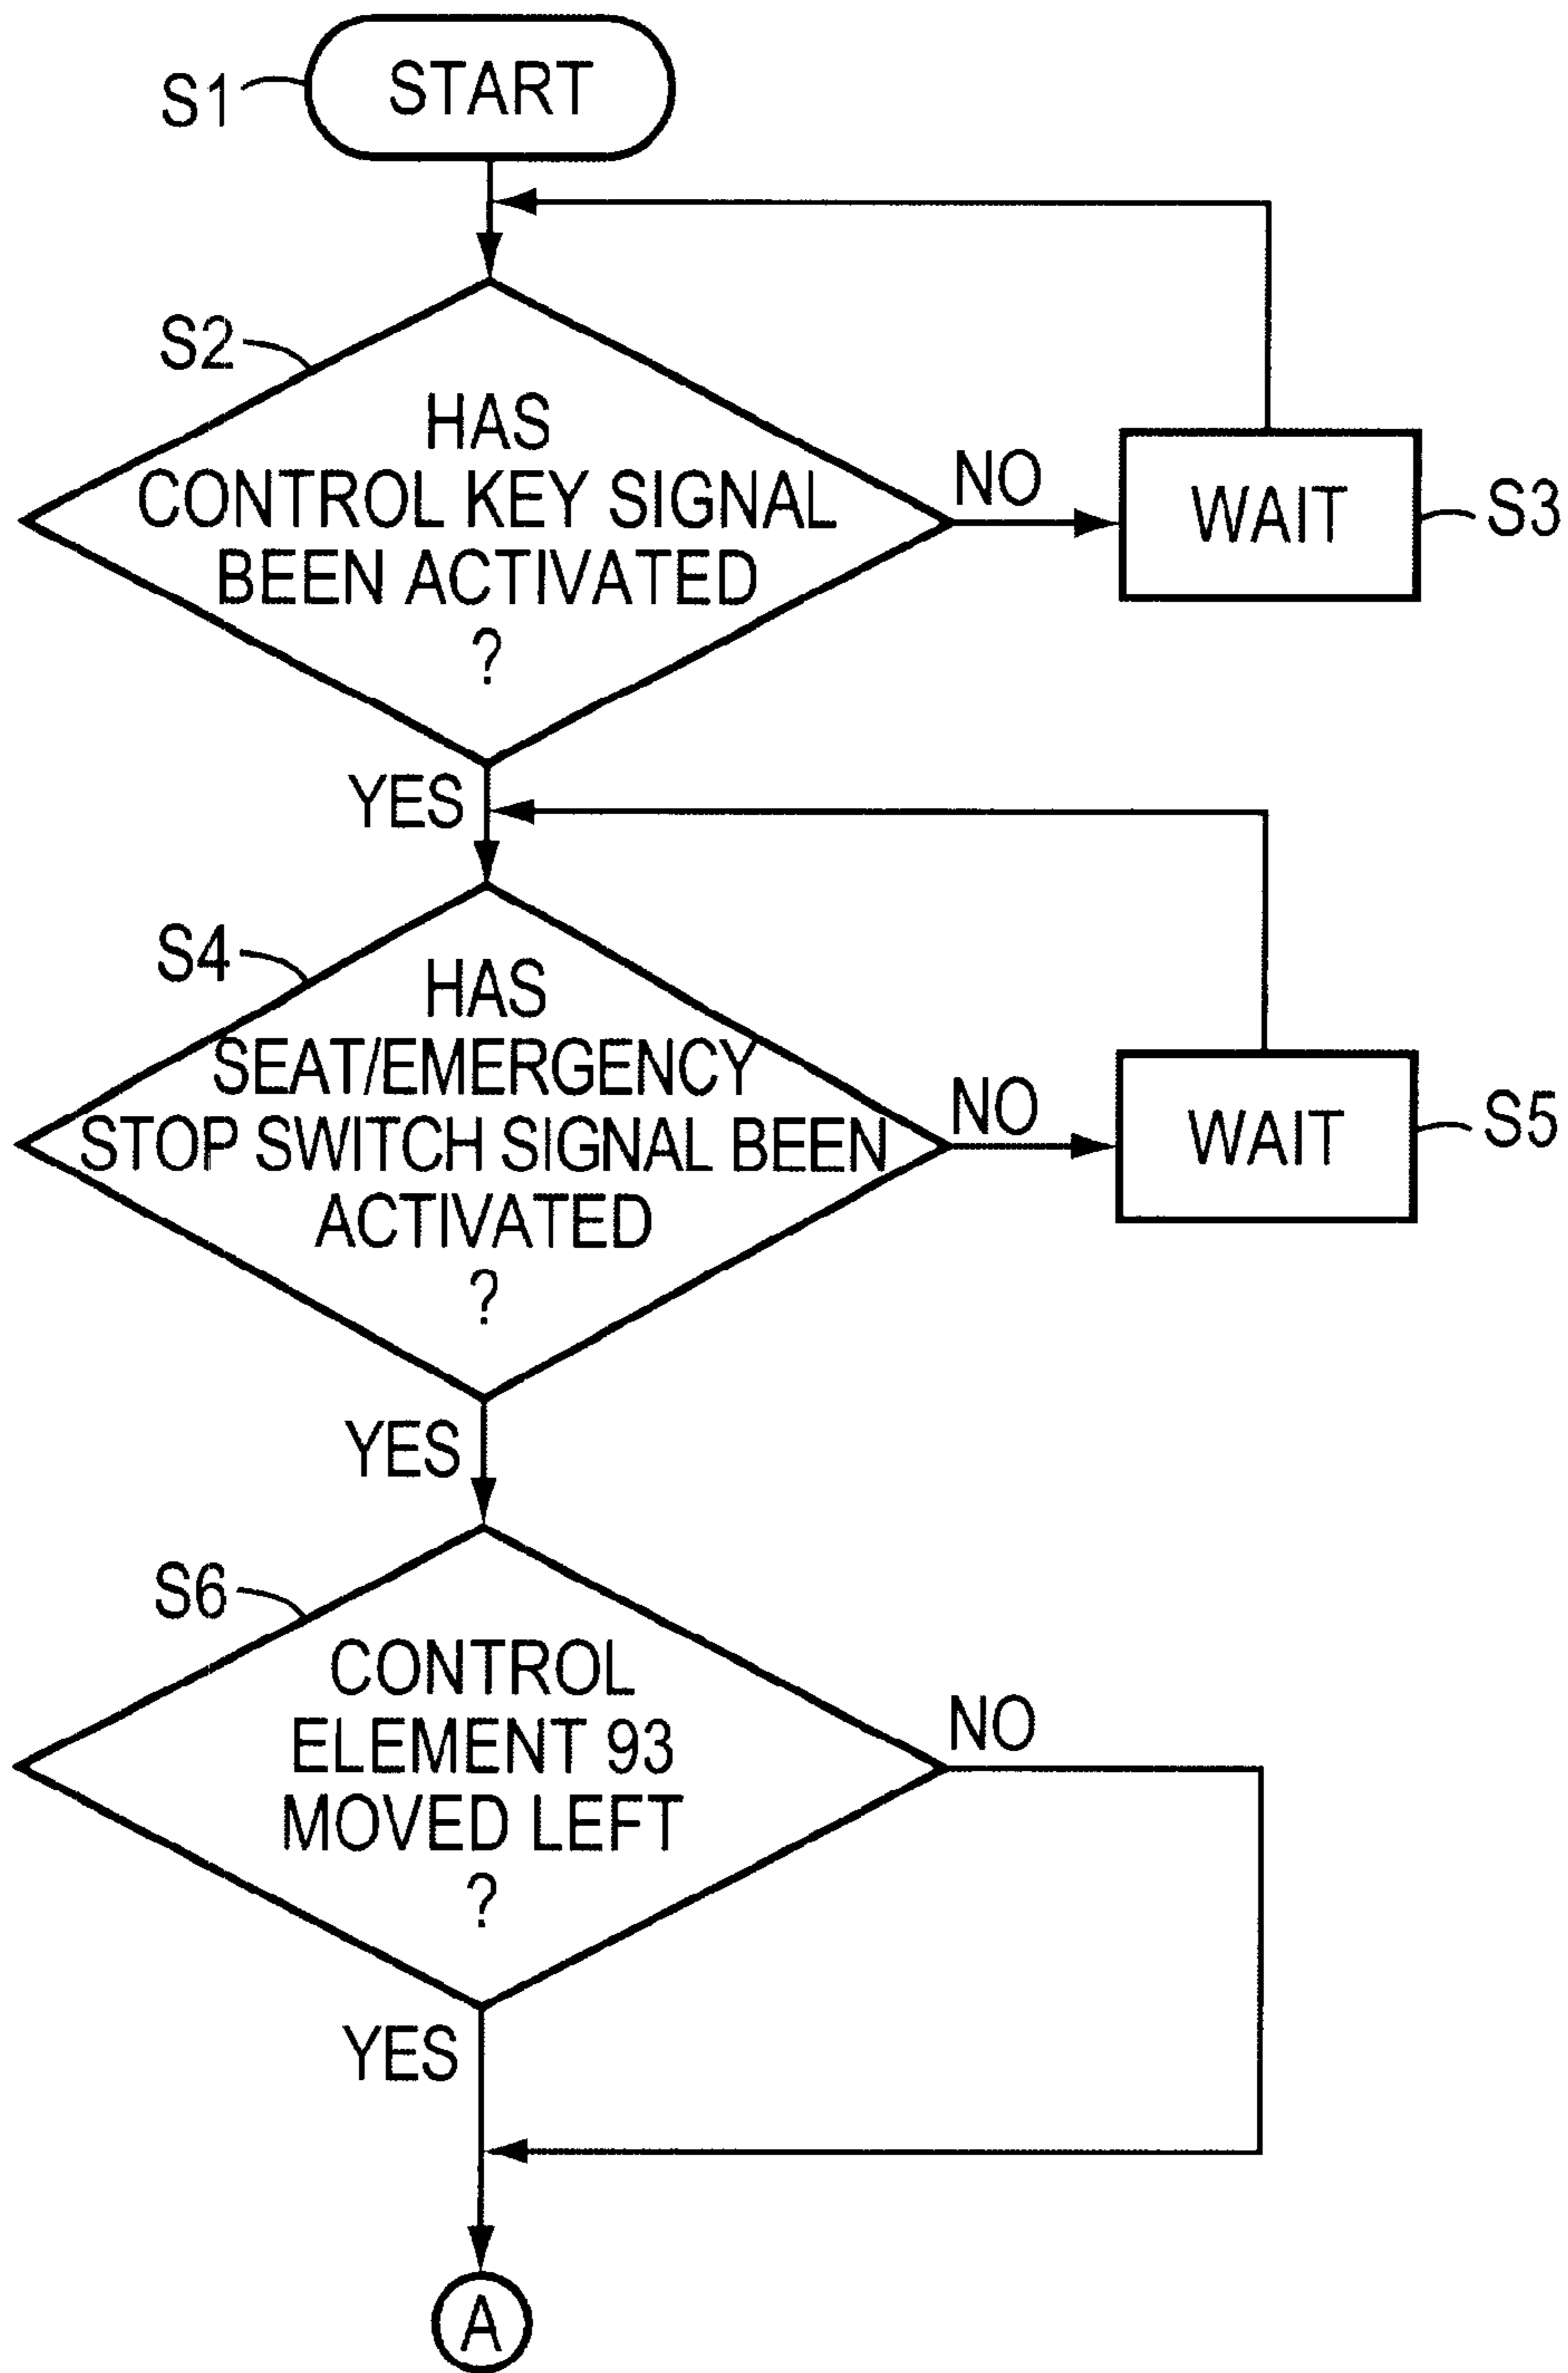 S1
START
S2
HAS
CONTROL KEY SIGNAL
BEEN ACTIVATED
?
NO
WAIT
S3
YES
S4
HAS
SEAT/EMERGENCY
STOP SWITCH SIGNAL BEEN
ACTIVATED
?
NO
WAIT
S5
YES
S6
CONTROL
ELEMENT 93
MOVED LEFT
?
NO
YES
A